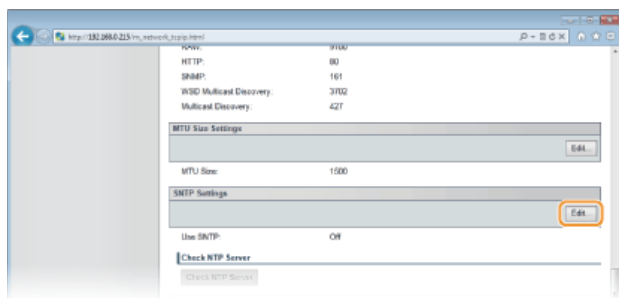 http://192.168.0.215/m_network_tcpip.html
RAW: 9100
HTTP: 80
SNMP: 161
WSD Multicast Discovery: 3702
Multicast Discovery: 427
MTU Size Settings
Edit...
MTU Size: 1500
SNTP Settings
Edit...
Use SNTP: Off
Check NTP Server
Check NTP Server